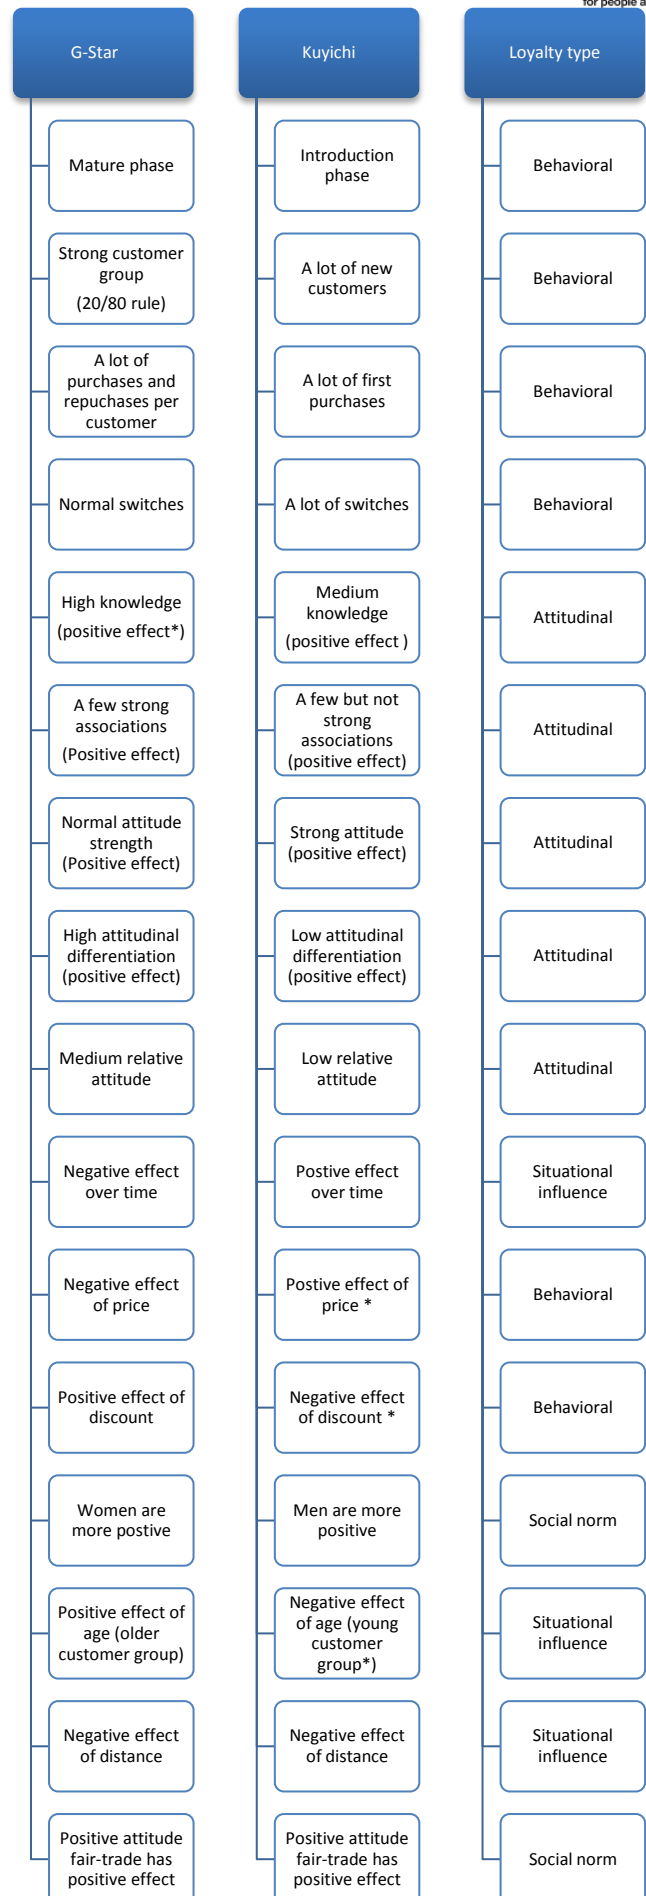 for people a
G-Star
Kuyichi
Loyalty type
Mature phase
Introduction
phase
Behavioral
Strong customer
group
(20/80 rule)
A lot of new
customers
Behavioral
A lot of
purchases and
repuchases per
customer
A lot of first
purchases
Behavioral
Normal switches
A lot of switches
Behavioral
High knowledge
(positive effect*)
Medium
knowledge
(positive effect )
Attitudinal
A few strong
associations
(Positive effect)
A few but not
strong
associations
(positive effect)
Attitudinal
Normal attitude
strength
(Positive effect)
Strong attitude
(positive effect)
Attitudinal
High attitudinal
differentiation
(positive effect)
Low attitudinal
differentiation
(positive effect)
Attitudinal
Medium relative
attitude
Low relative
attitude
Attitudinal
Negative effect
over time
Postive effect
over time
Situational
influence
Negative effect
of price
Postive effect of
price *
Behavioral
Positive effect of
discount
Negative effect
of discount *
Behavioral
Women are
more postive
Men are more
positive
Social norm
Positive effect of
age (older
customer group)
Negative effect
of age (young
customer
group*)
Situational
influence
Negative effect
of distance
Negative effect
of distance
Situational
influence
Positive attitude
fair-trade has
positive effect
Positive attitude
fair-trade has
positive effect
Social norm